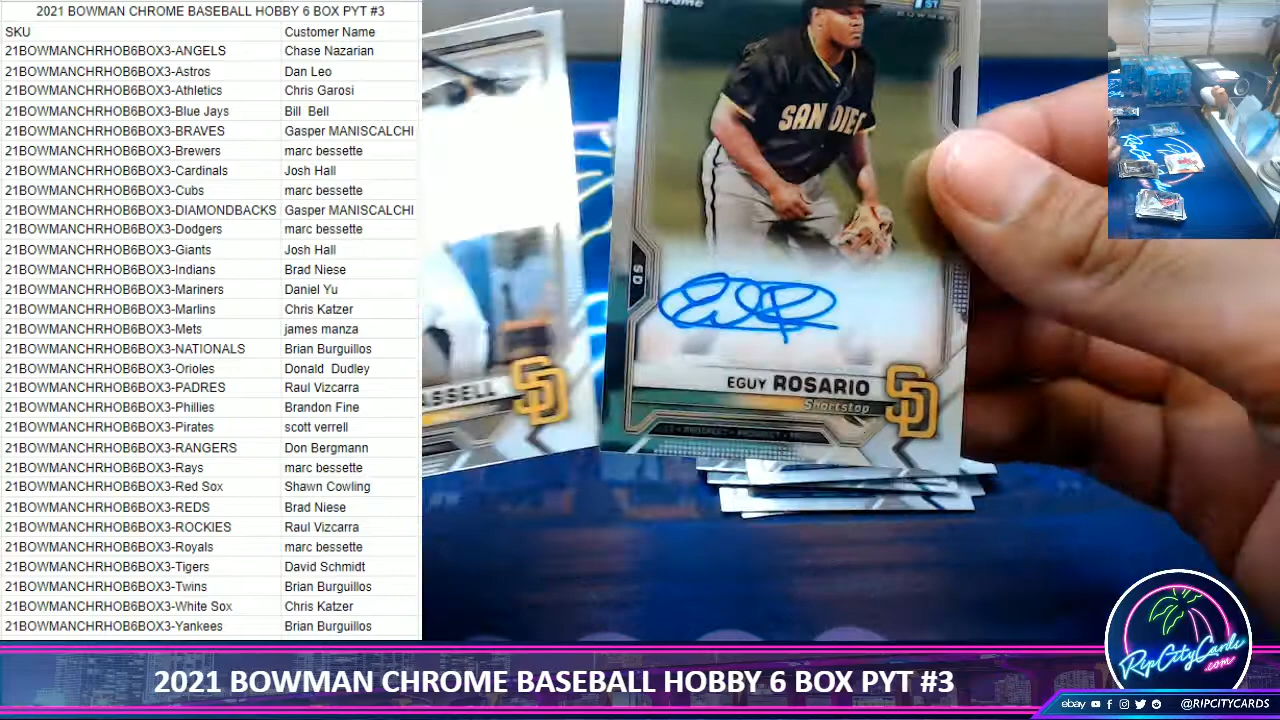 2021 BOWMAN CHROME BASEBALL HOBBY 6 BOX PYT #3
SKU Customer Name
21BOWMANCHRHOB6BOX3-ANGELS Chase Nazarian
21BOWMANCHRHOB6BOX3-Astros Dan Leo
21BOWMANCHRHOB6BOX3-Athletics Chris Garosi
21BOWMANCHRHOB6BOX3-Blue Jays Bill Bell
21BOWMANCHRHOB6BOX3-BRAVES Gasper MANISCALCHI
21BOWMANCHRHOB6BOX3-Brewers marc bessette
21BOWMANCHRHOB6BOX3-Cardinals Josh Hall
21BOWMANCHRHOB6BOX3-Cubs marc bessette
21BOWMANCHRHOB6BOX3-DIAMONDBACKS Gasper MANISCALCHI
21BOWMANCHRHOB6BOX3-Dodgers marc bessette
21BOWMANCHRHOB6BOX3-Giants Josh Hall
21BOWMANCHRHOB6BOX3-Indians Brad Niese
21BOWMANCHRHOB6BOX3-Mariners Daniel Yu
21BOWMANCHRHOB6BOX3-Marlins Chris Katzer
21BOWMANCHRHOB6BOX3-Mets james manza
21BOWMANCHRHOB6BOX3-NATIONALS Brian Burguillos
21BOWMANCHRHOB6BOX3-Orioles Donald Dudley
21BOWMANCHRHOB6BOX3-PADRES Raul Vizcarra
21BOWMANCHRHOB6BOX3-Phillies Brandon Fine
21BOWMANCHRHOB6BOX3-Pirates scott verrell
21BOWMANCHRHOB6BOX3-RANGERS Don Bergmann
21BOWMANCHRHOB6BOX3-Rays marc bessette
21BOWMANCHRHOB6BOX3-Red Sox Shawn Cowling
21BOWMANCHRHOB6BOX3-REDS Brad Niese
21BOWMANCHRHOB6BOX3-ROCKIES Raul Vizcarra
21BOWMANCHRHOB6BOX3-Royals marc bessette
21BOWMANCHRHOB6BOX3-Tigers David Schmidt
21BOWMANCHRHOB6BOX3-Twins Brian Burguillos
21BOWMANCHRHOB6BOX3-White Sox Chris Katzer
21BOWMANCHRHOB6BOX3-Yankees Brian Burguillos
CHROME
1ST
BOWMAN
SAN DIEG
SD
EGUY ROSARIO
Shortstop
SD
ASSELL
SD
RipCityCards
.com
2021 BOWMAN CHROME BASEBALL HOBBY 6 BOX PYT #3
ebay @RIPCITYCARDS